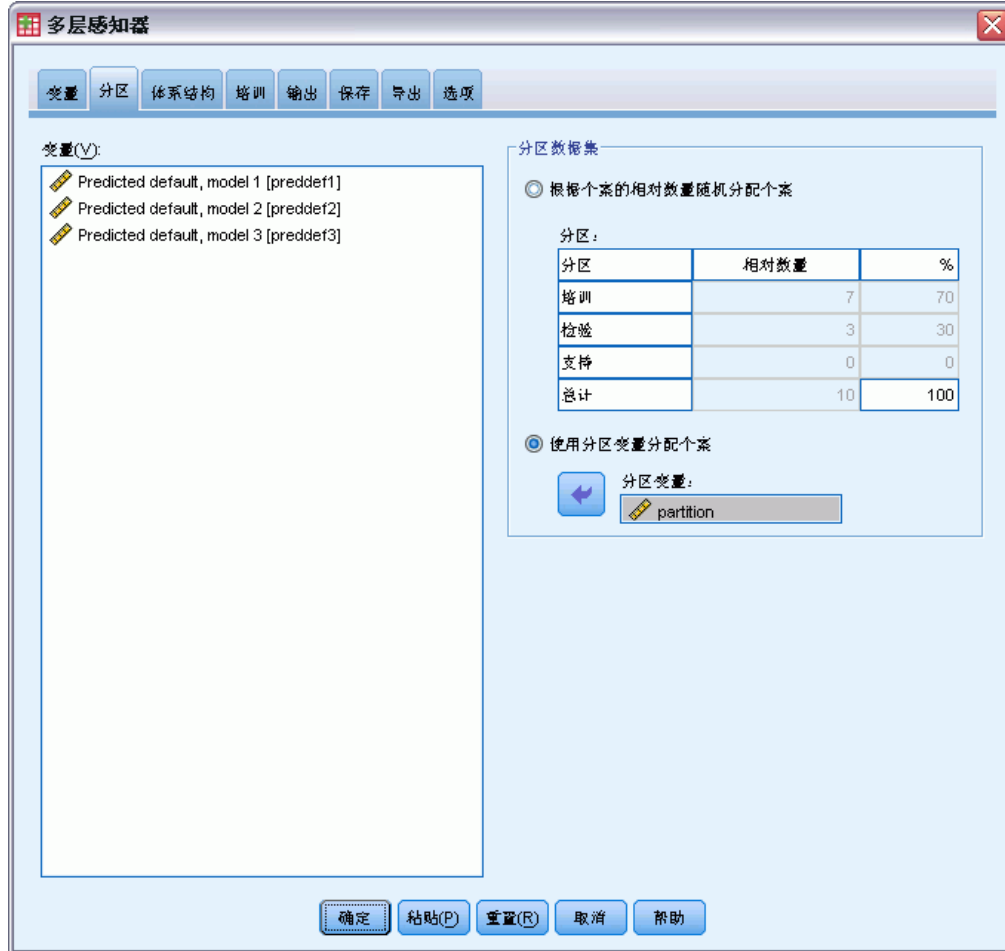 多层感知器
变量 分区 体系结构 培训 输出 保存 导出 选项
变量(V):
Predicted default, model 1 [preddef1]
Predicted default, model 2 [preddef2]
Predicted default, model 3 [preddef3]
分区数据集
根据个案的相对数量随机分配个案
分区：
分区 相对数量 %
培训 7 70
检验 3 30
支持 0 0
总计 10 100
使用分区变量分配个案
分区变量：
partition
确定 粘贴(P) 重置(R) 取消 帮助